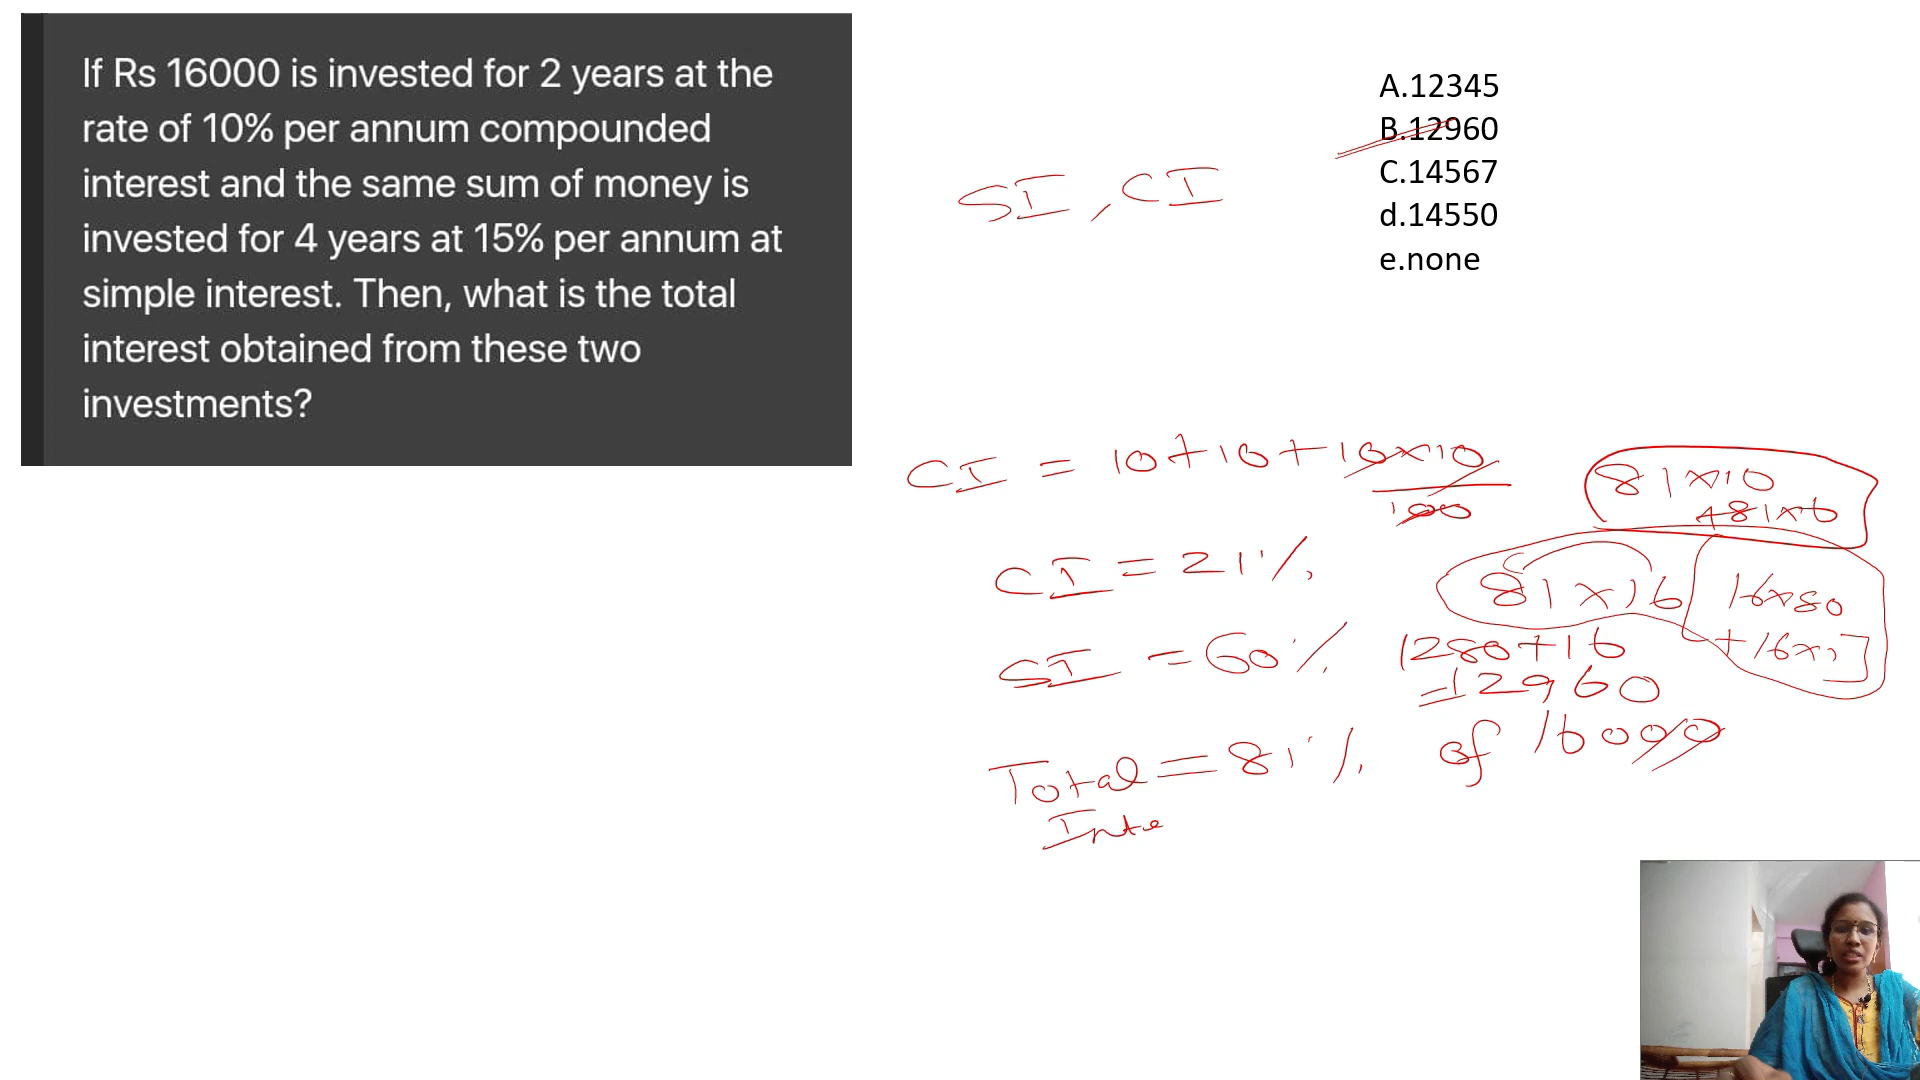 If Rs 16000 is invested for 2 years at the
rate of 10% per annum compounded
interest and the same sum of money is
invested for 4 years at 15% per annum at
simple interest. Then, what is the total
interest obtained from these two
investments?
A.12345
B.12960
C.14567
d.14550
e.none
SI, CI
CI = 10+10+10×10
100
CI = 21%
SI = 60%
Total = 81% of 16000
Inte
81×10
+81×6
81×16
16×80
+16×1
1280+16
=12960